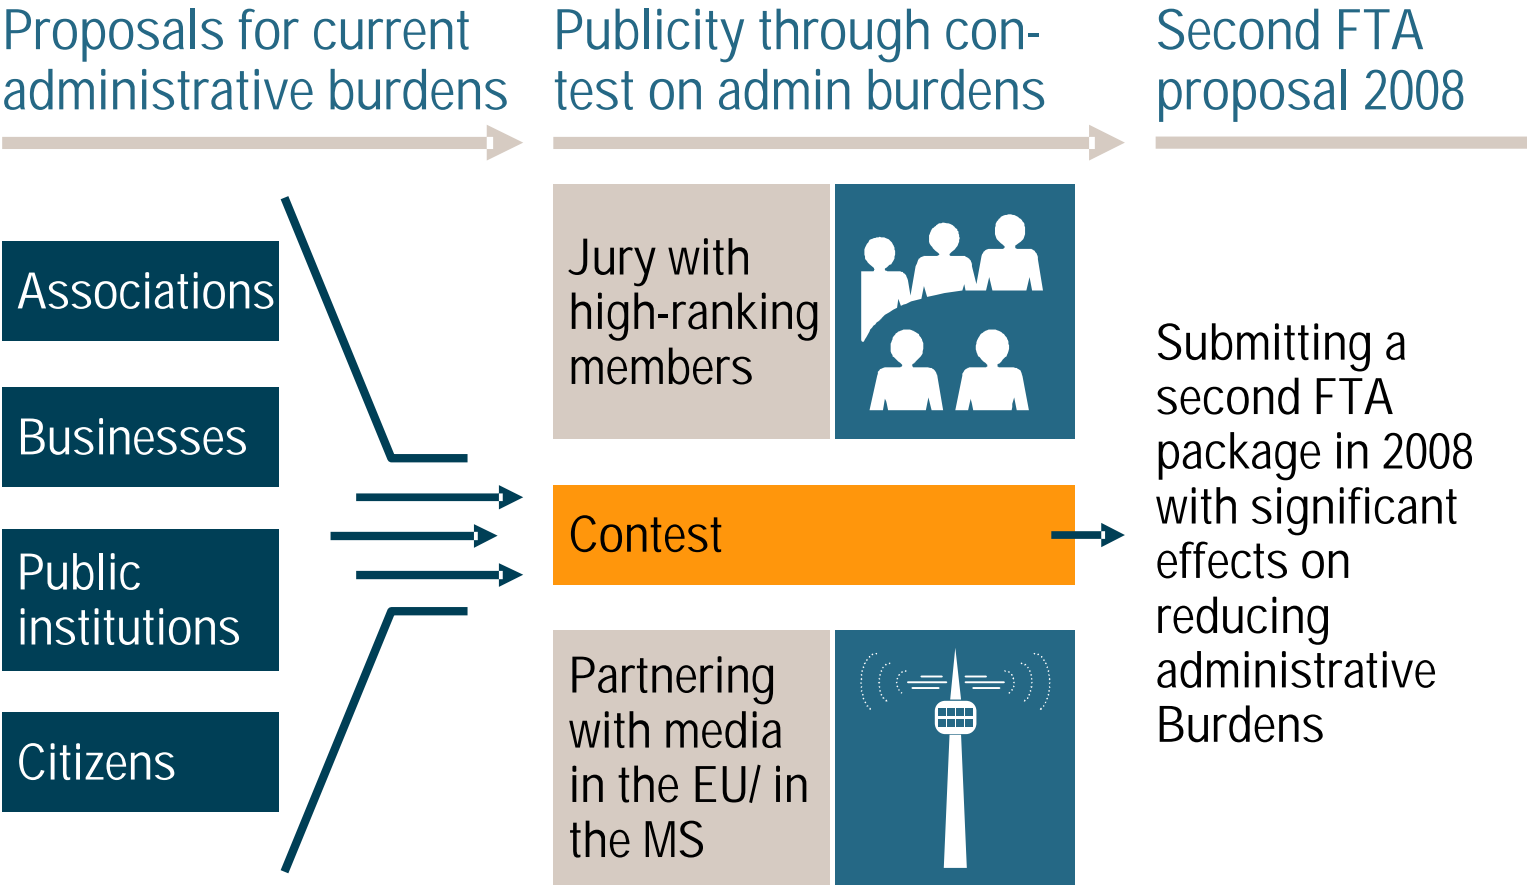 Proposals for current
administrative burdens
Publicity through con-
test on admin burdens
Second FTA
proposal 2008
Associations
Businesses
Public
institutions
Citizens
Jury with
high-ranking
members
Contest
Partnering
with media
in the EU/ in
the MS
Submitting a
second FTA
package in 2008
with significant
effects on
reducing
administrative
Burdens